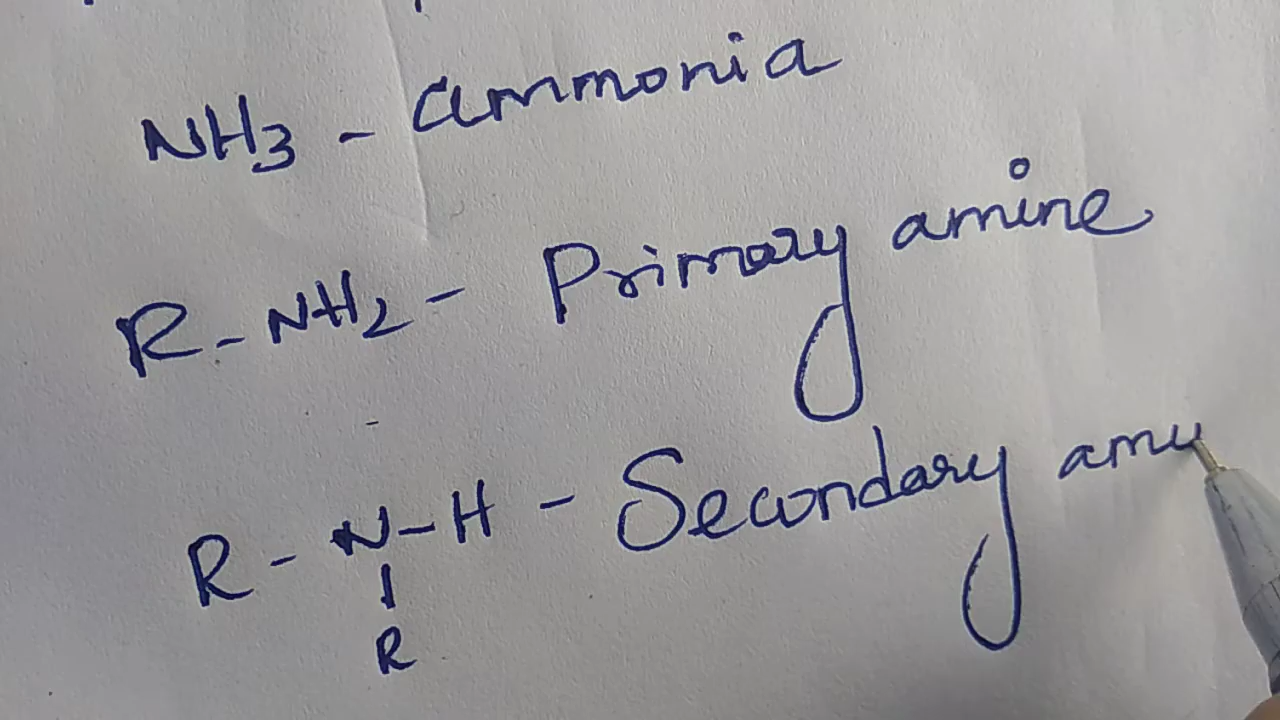 NH3 - ammonia
R-NH2 - Primary amine
R - N-H - Secondary
R